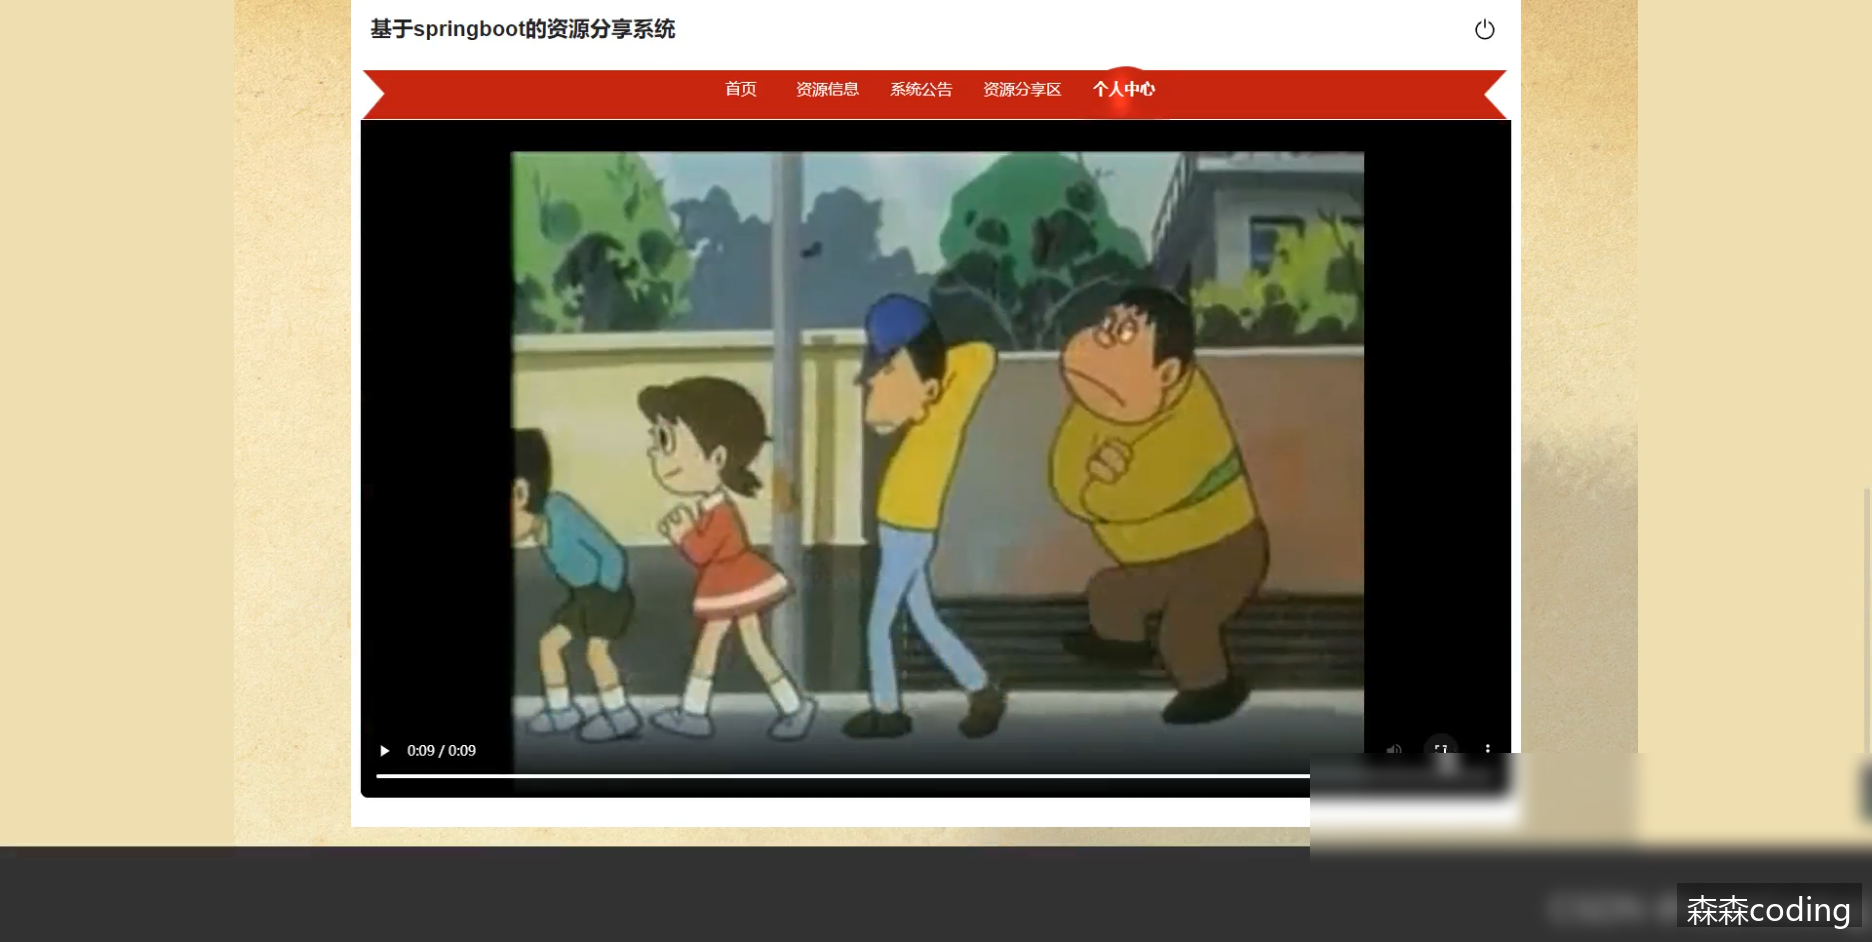 基于springboot的资源分享系统
首页 资源信息 系统公告 资源分享区 个人中心
0:09 / 0:09
森森coding